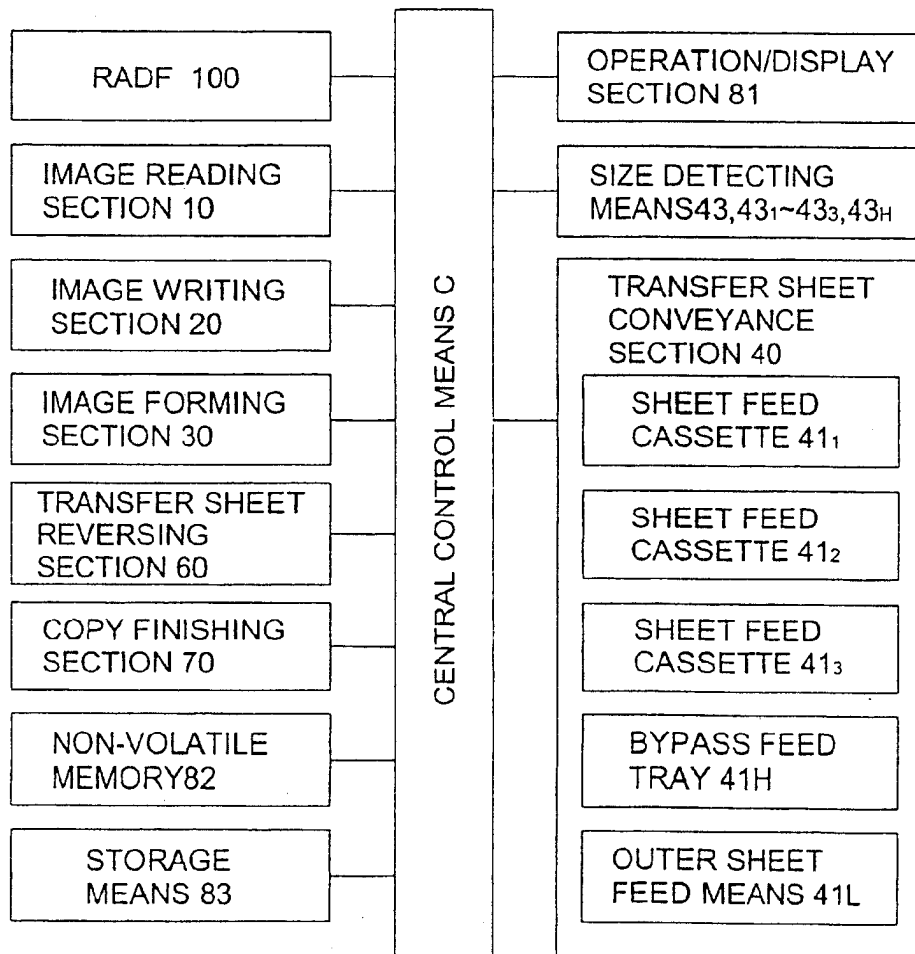 RADF 100
IMAGE READING
SECTION 10
IMAGE WRITING
SECTION 20
IMAGE FORMING
SECTION 30
TRANSFER SHEET
REVERSING
SECTION 60
COPY FINISHING
SECTION 70
NON-VOLATILE
MEMORY82
STORAGE
MEANS 83
CENTRAL CONTROL MEANS C
OPERATION/DISPLAY
SECTION 81
SIZE DETECTING
MEANS43,43₁~43₃,43H
TRANSFER SHEET
CONVEYANCE
SECTION 40
SHEET FEED
CASSETTE 41₁
SHEET FEED
CASSETTE 41₂
SHEET FEED
CASSETTE 41₃
BYPASS FEED
TRAY 41H
OUTER SHEET
FEED MEANS 41L